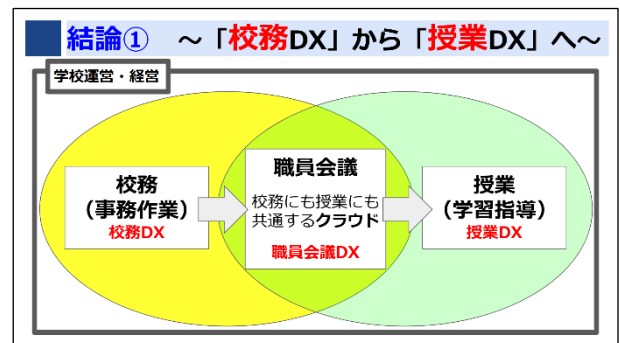 結論① ~「校務DX」から「授業DX」へ~
学校運営・経営
校務
(事務作業)
校務DX
職員会議
校務にも授業にも
共通するクラウド
職員会議DX
授業
(学習指導)
授業DX